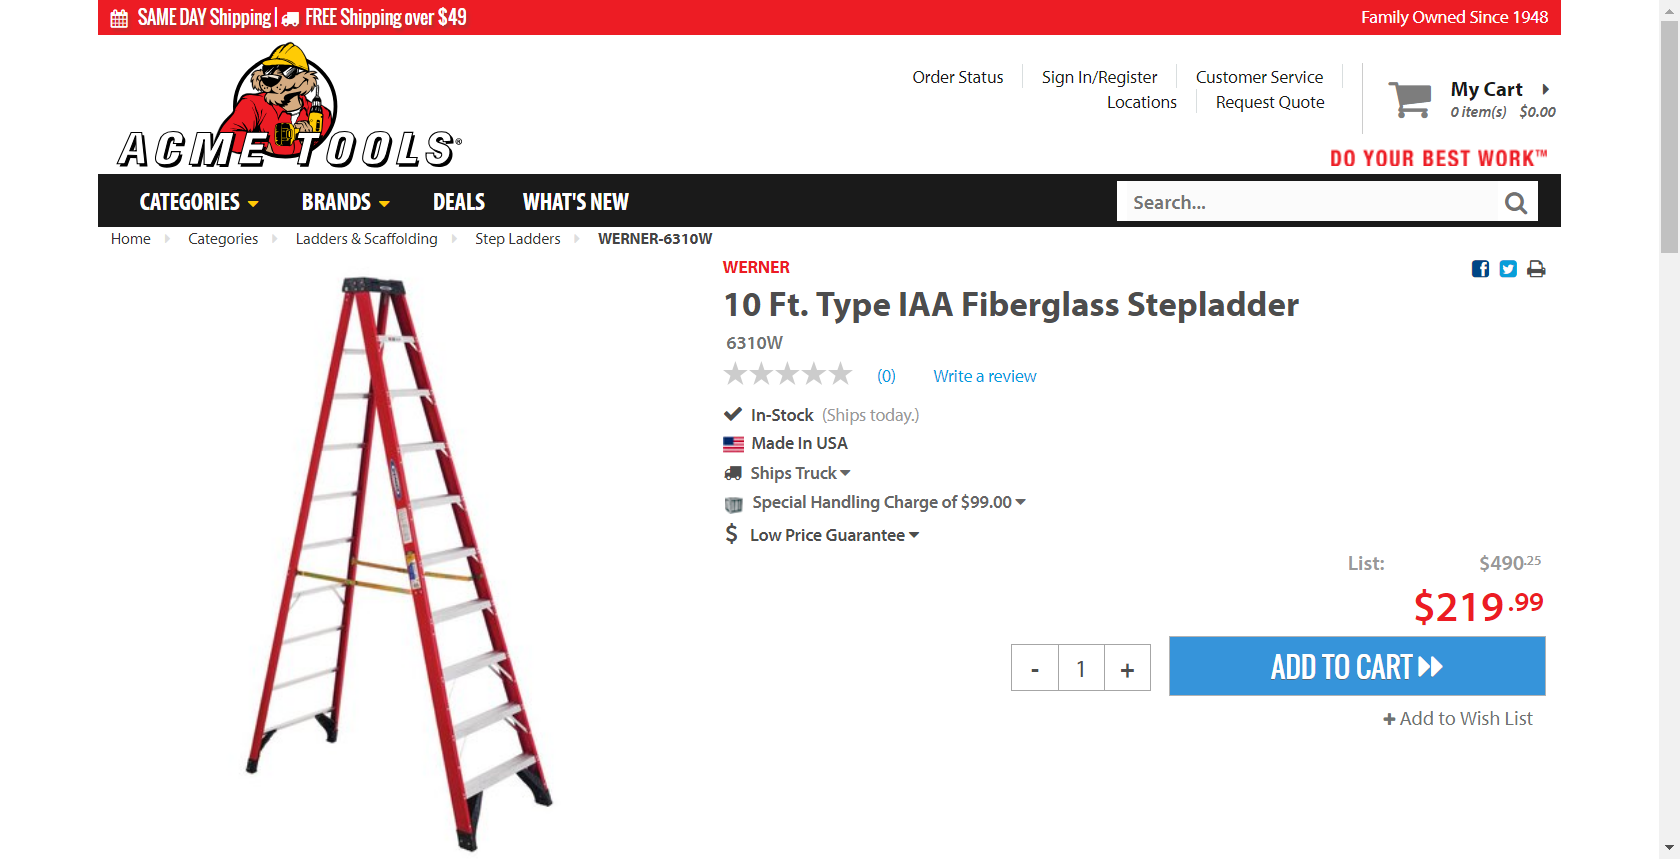 SAME DAY Shipping | FREE Shipping over $49
Family Owned Since 1948
ACME TOOLS®
Order Status
Sign In/Register
Customer Service
Locations
Request Quote
My Cart
0 item(s) $0.00
DO YOUR BEST WORK™
CATEGORIES
BRANDS
DEALS
WHAT'S NEW
Search...
Home
Categories
Ladders & Scaffolding
Step Ladders
WERNER-6310W
WERNER
10 Ft. Type IAA Fiberglass Stepladder
6310W
(0)
Write a review
In-Stock (Ships today.)
Made In USA
Ships Truck
Special Handling Charge of $99.00
$ Low Price Guarantee
List: $490.25
$219.99
- 1 +
ADD TO CART
+ Add to Wish List